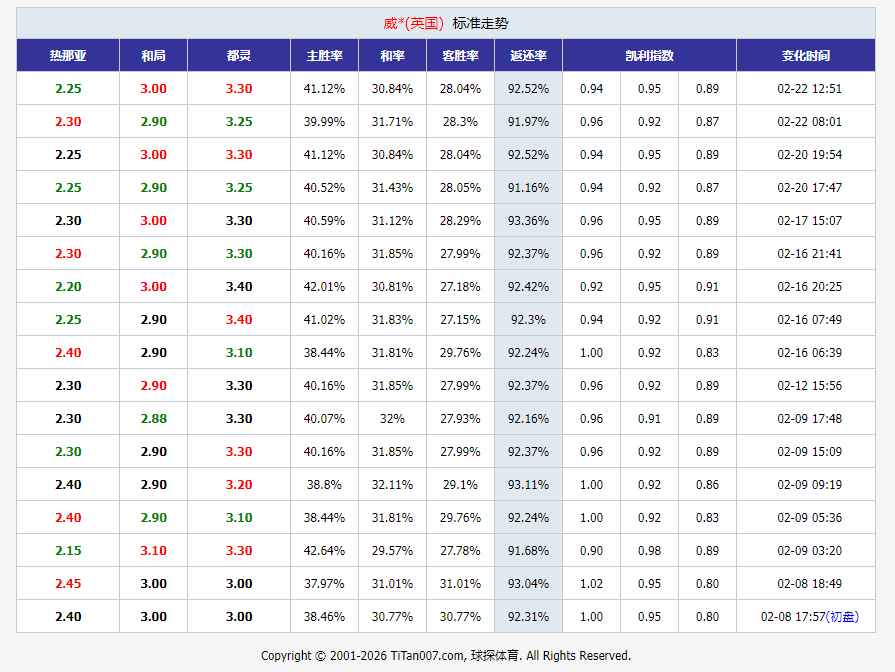 威*(英国) 标准走势
热那亚 和局 都灵 主胜率 和率 客胜率 返还率 凯利指数 变化时间
2.25 3.00 3.30 41.12% 30.84% 28.04% 92.52% 0.94 0.95 0.89 02-22 12:51
2.30 2.90 3.25 39.99% 31.71% 28.3% 91.97% 0.96 0.92 0.87 02-22 08:01
2.25 3.00 3.30 41.12% 30.84% 28.04% 92.52% 0.94 0.95 0.89 02-20 19:54
2.25 2.90 3.25 40.52% 31.43% 28.05% 91.16% 0.94 0.92 0.87 02-20 17:47
2.30 3.00 3.30 40.59% 31.12% 28.29% 93.36% 0.96 0.95 0.89 02-17 15:07
2.30 2.90 3.30 40.16% 31.85% 27.99% 92.37% 0.96 0.92 0.89 02-16 21:41
2.20 3.00 3.40 42.01% 30.81% 27.18% 92.42% 0.92 0.95 0.91 02-16 20:25
2.25 2.90 3.40 41.02% 31.83% 27.15% 92.3% 0.94 0.92 0.91 02-16 07:49
2.40 2.90 3.10 38.44% 31.81% 29.76% 92.24% 1.00 0.92 0.83 02-16 06:39
2.30 2.90 3.30 40.16% 31.85% 27.99% 92.37% 0.96 0.92 0.89 02-12 15:56
2.30 2.88 3.30 40.07% 32% 27.93% 92.16% 0.96 0.91 0.89 02-09 17:48
2.30 2.90 3.30 40.16% 31.85% 27.99% 92.37% 0.96 0.92 0.89 02-09 15:09
2.40 2.90 3.20 38.8% 32.11% 29.1% 93.11% 1.00 0.92 0.86 02-09 09:19
2.40 2.90 3.10 38.44% 31.81% 29.76% 92.24% 1.00 0.92 0.83 02-09 05:36
2.15 3.10 3.30 42.64% 29.57% 27.78% 91.68% 0.90 0.98 0.89 02-09 03:20
2.45 3.00 3.00 37.97% 31.01% 31.01% 93.04% 1.02 0.95 0.80 02-08 18:49
2.40 3.00 3.00 38.46% 30.77% 30.77% 92.31% 1.00 0.95 0.80 02-08 17:57(初盘)
Copyright © 2001-2026 TiTan007.com, 球探体育. All Rights Reserved.